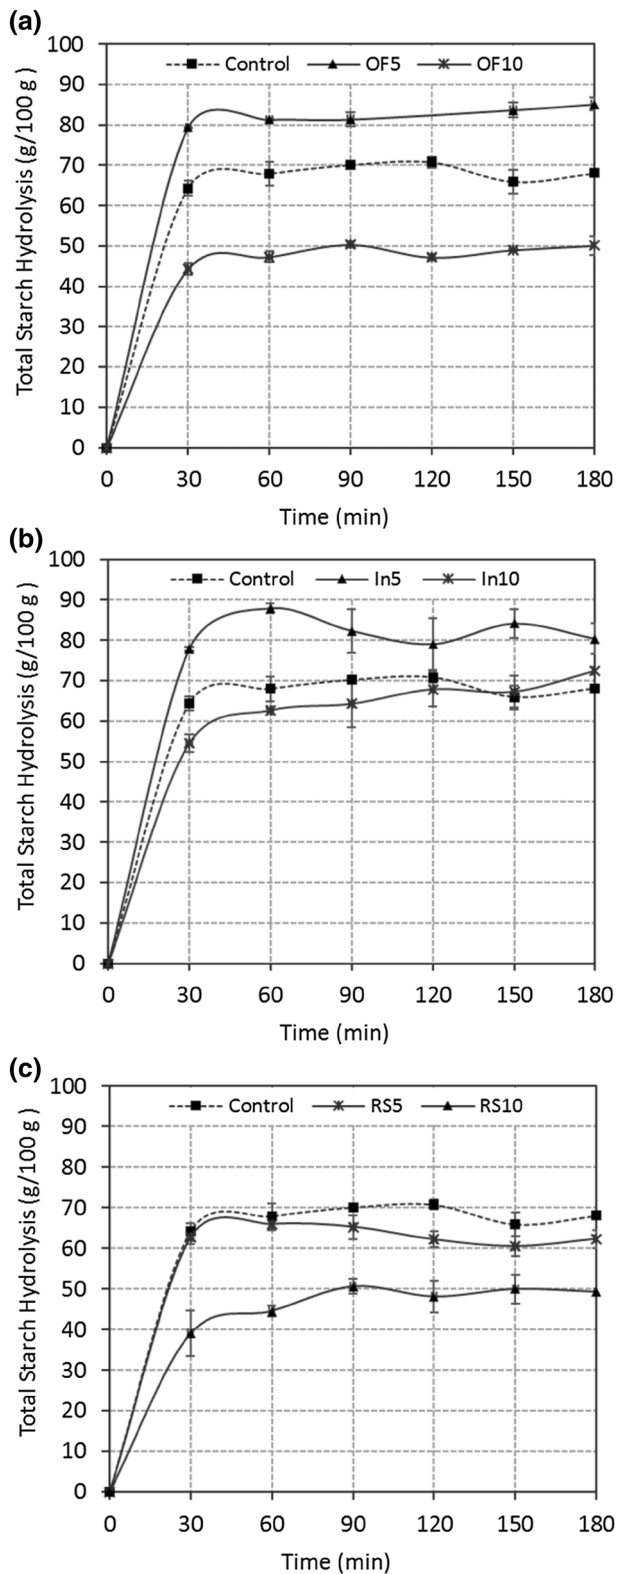 (a)
Total Starch Hydrolysis (g/100 g )
100
90
80
70
60
50
40
30
20
10
0
Control OF5 OF10
0 30 60 90 120 150 180
Time (min)
(b)
Total Starch Hydrolysis (g/100 g )
100
90
80
70
60
50
40
30
20
10
0
Control In5 In10
0 30 60 90 120 150 180
Time (min)
(c)
Total Starch Hydrolysis (g/100 g )
100
90
80
70
60
50
40
30
20
10
0
Control RS5 RS10
0 30 60 90 120 150 180
Time (min)